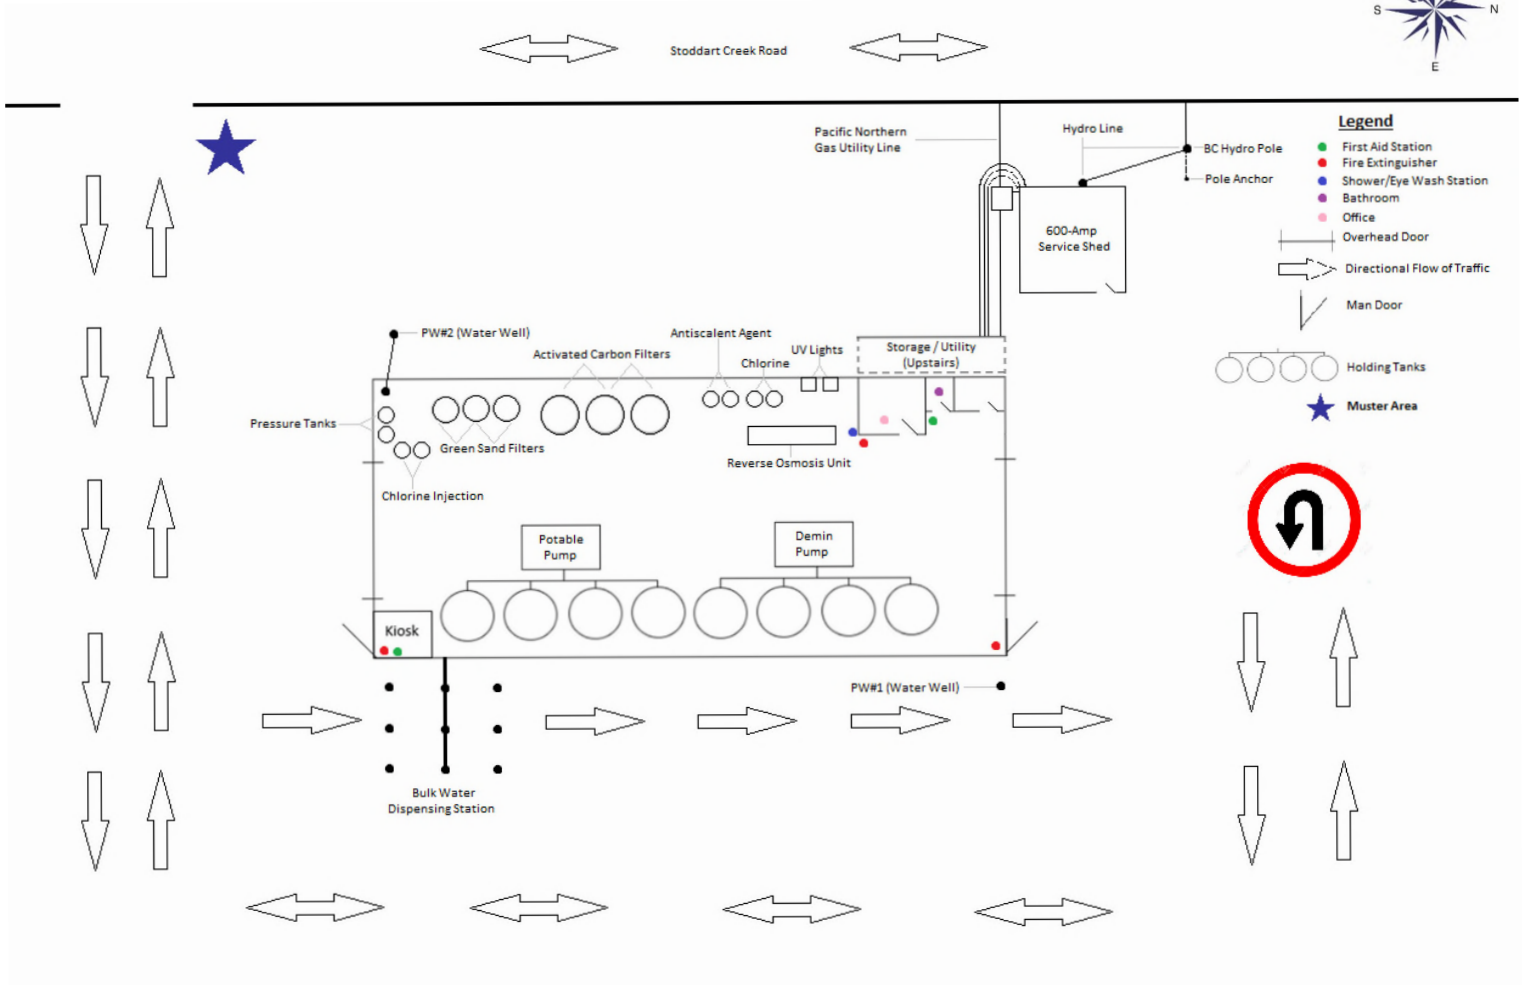 S
N
E
Stoddart Creek Road
Pacific Northern
Gas Utility Line
Hydro Line
BC Hydro Pole
Pole Anchor
600-Amp
Service Shed
Legend
First Aid Station
Fire Extinguisher
Shower/Eye Wash Station
Bathroom
Office
Overhead Door
Directional Flow of Traffic
Man Door
Holding Tanks
Muster Area
PW#2 (Water Well)
Activated Carbon Filters
Antiscalent Agent
Chlorine
UV Lights
Storage / Utility
(Upstairs)
Pressure Tanks
Green Sand Filters
Chlorine Injection
Reverse Osmosis Unit
Potable
Pump
Demin
Pump
Kiosk
PW#1 (Water Well)
Bulk Water
Dispensing Station